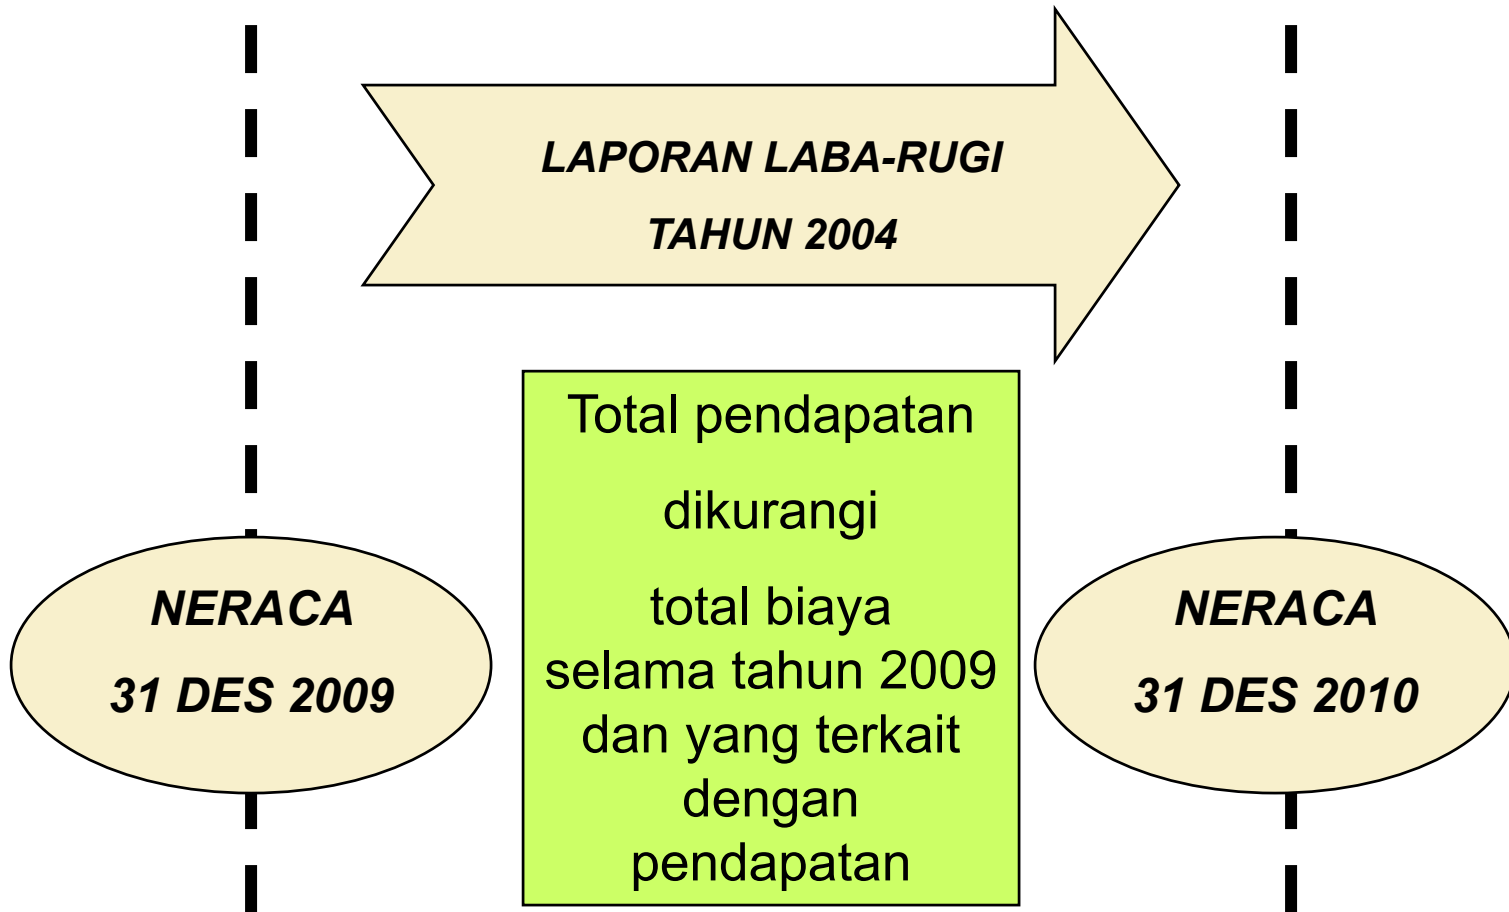 LAPORAN LABA-RUGI
TAHUN 2004
Total pendapatan
dikurangi
total biaya
selama tahun 2009
dan yang terkait
dengan
pendapatan
NERACA
31 DES 2009
NERACA
31 DES 2010